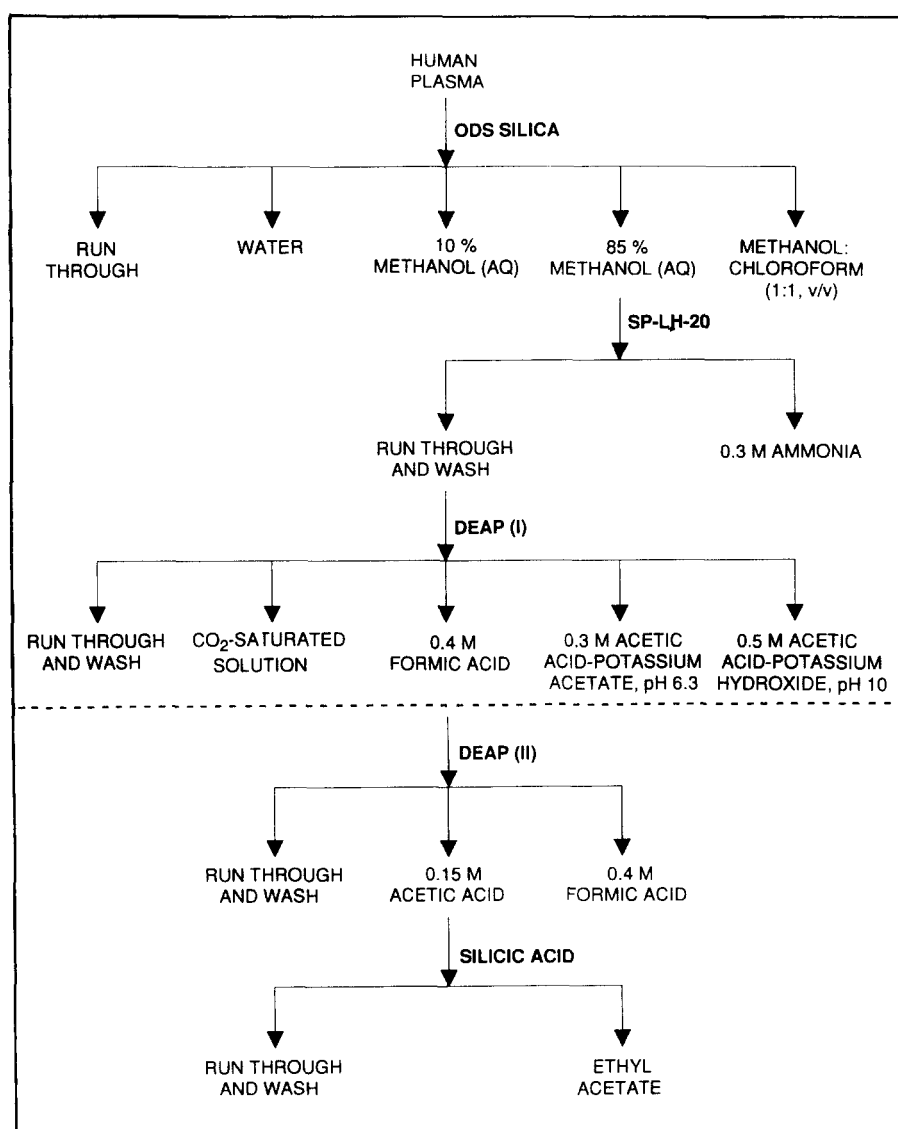 HUMAN
PLASMA
ODS SILICA
RUN
THROUGH
WATER
10 %
METHANOL (AQ)
85 %
METHANOL (AQ)
METHANOL:
CHLOROFORM
(1:1, v/v)
SP-LH-20
RUN THROUGH
AND WASH
0.3 M AMMONIA
DEAP (I)
RUN THROUGH
AND WASH
CO₂-SATURATED
SOLUTION
0.4 M
FORMIC ACID
0.3 M ACETIC
ACID-POTASSIUM
ACETATE, pH 6.3
0.5 M ACETIC
ACID-POTASSIUM
HYDROXIDE, pH 10
DEAP (II)
RUN THROUGH
AND WASH
0.15 M
ACETIC ACID
0.4 M
FORMIC ACID
SILICIC ACID
RUN THROUGH
AND WASH
ETHYL
ACETATE